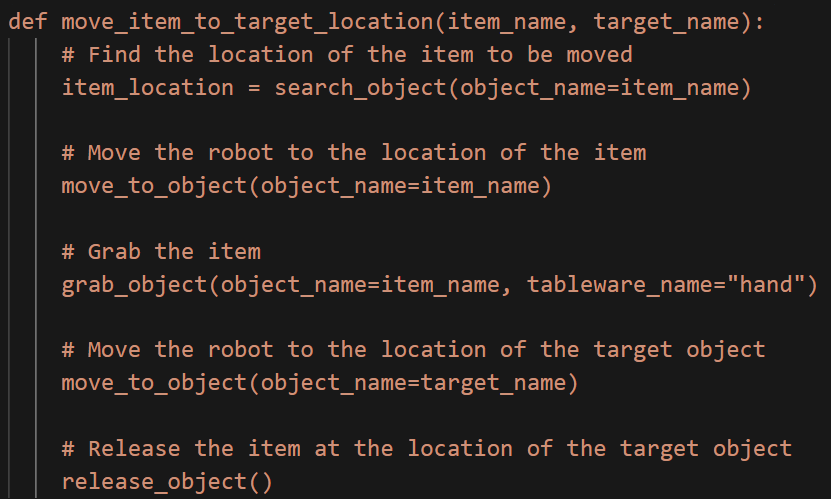 def move_item_to_target_location(item_name, target_name):
    # Find the location of the item to be moved
    item_location = search_object(object_name=item_name)

    # Move the robot to the location of the item
    move_to_object(object_name=item_name)

    # Grab the item
    grab_object(object_name=item_name, tableware_name="hand")

    # Move the robot to the location of the target object
    move_to_object(object_name=target_name)

    # Release the item at the location of the target object
    release_object()